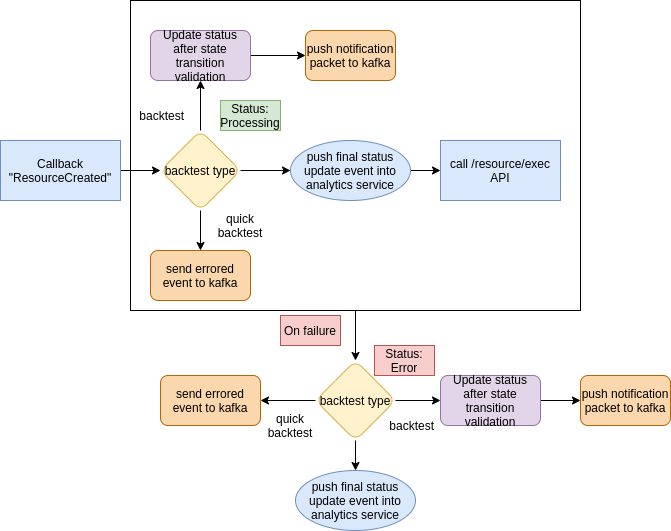 Update status
after state
transition
validation
push notification
packet to kafka
backtest
Status:
Processing
Callback
"ResourceCreated"
backtest type
push final status
update event into
analytics service
call /resource/exec
API
quick
backtest
send errored
event to kafka
On failure
Status:
Error
send errored
event to kafka
quick
backtest
backtest type
backtest
Update status
after state
transition
validation
push notification
packet to kafka
push final status
update event into
analytics service